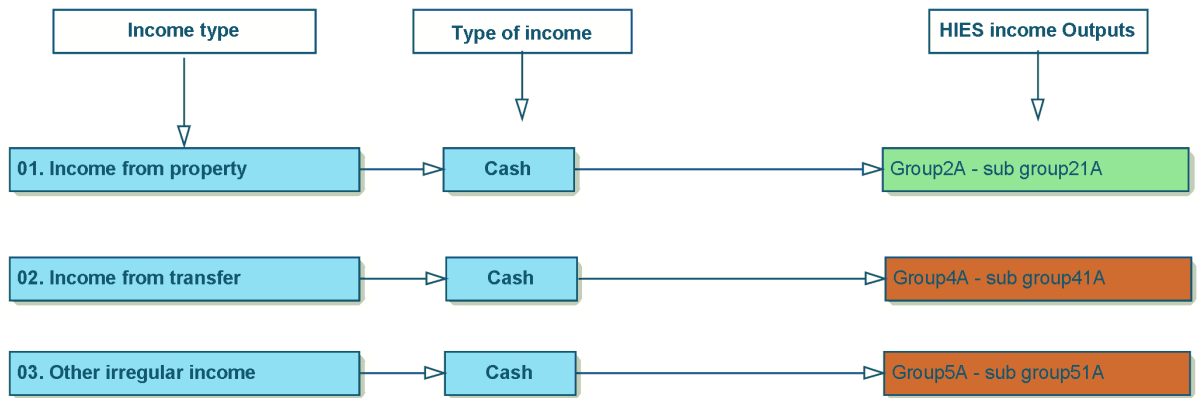 Income type
Type of income
HIES income Outputs
01. Income from property
Cash
Group2A - sub group21A
02. Income from transfer
Cash
Group4A - sub group41A
03. Other irregular income
Cash
Group5A - sub group51A